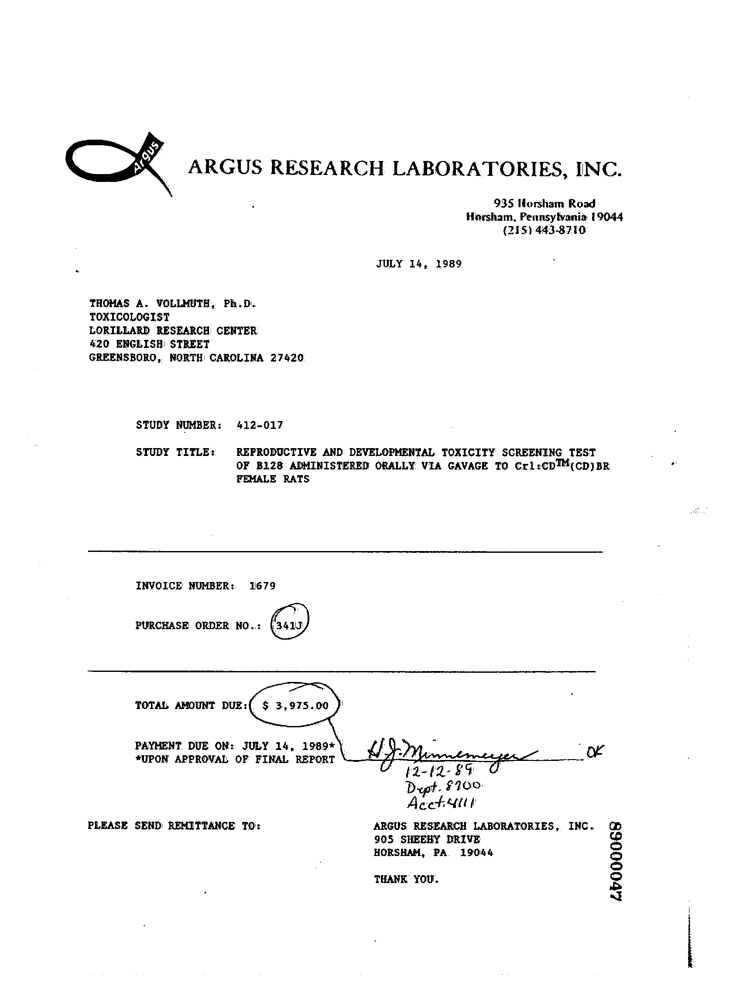 Argus
ARGUS RESEARCH LABORATORIES, INC.
935 Horsham Road
Horsham, Pennsylvania 19044
(215) 443-8710
JULY 14, 1989
THOMAS A. VOLLMUTH, Ph.D.
TOXICOLOGIST
LORILLARD RESEARCH CENTER
420 ENGLISH STREET
GREENSBORO, NORTH CAROLINA 27420
STUDY NUMBER: 412-017
STUDY TITLE: REPRODUCTIVE AND DEVELOPMENTAL TOXICITY SCREENING TEST
OF B128 ADMINISTERED ORALLY VIA GAVAGE TO Crl:CD™(CD)BR
FEMALE RATS
INVOICE NUMBER: 1679
PURCHASE ORDER NO.: 341J
TOTAL AMOUNT DUE: $ 3,975.00
PAYMENT DUE ON: JULY 14, 1989*
*UPON APPROVAL OF FINAL REPORT
H.J. Minnemeyer OK
12-12-89
Dept. 8700
Acct. 4111
PLEASE SEND REMITTANCE TO:
ARGUS RESEARCH LABORATORIES, INC.
905 SHEEHY DRIVE
HORSHAM, PA 19044
THANK YOU.
89000047